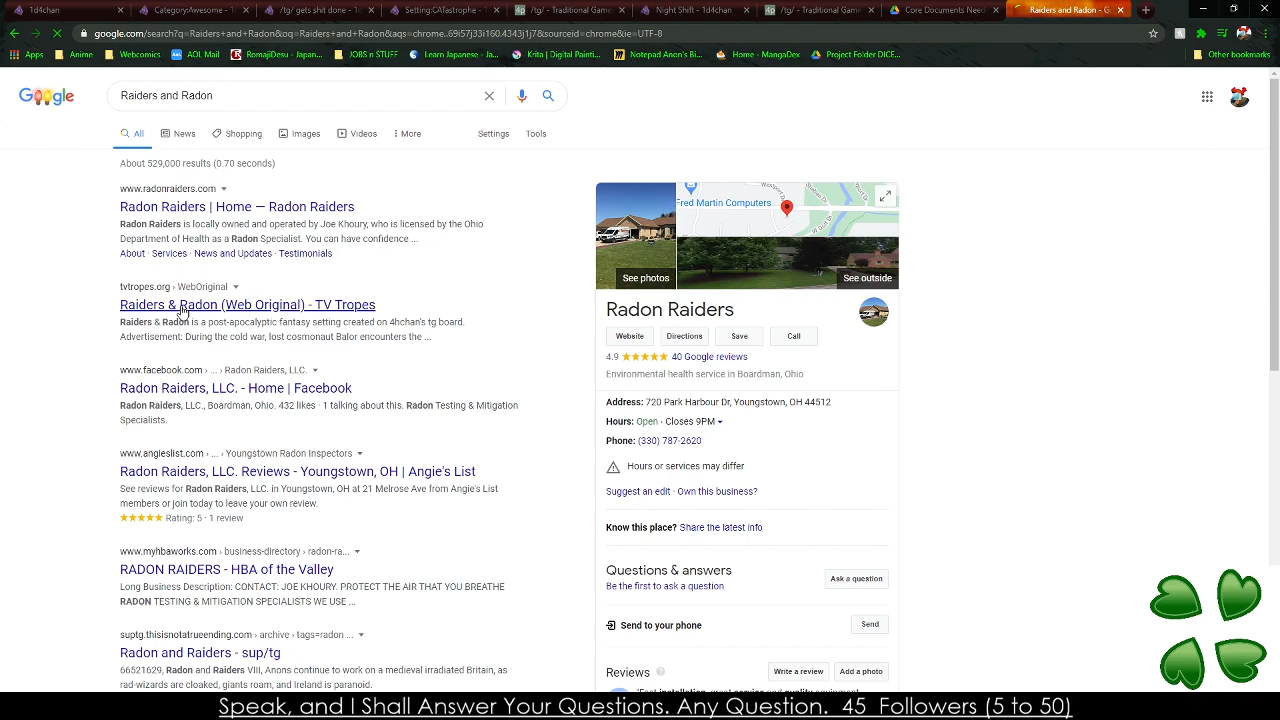 1d4chan
Category:Awesome - 1
/tg/ gets shit done - 1
Setting:CATastrophe - 
/tg/ - Traditional Game
Night Shift - 1d4chan
/tg/ - Traditional Game
Core Documents Need
Raiders and Radon - G
google.com/search?q=Raiders+and+Radon&oq=Raiders+and+Radon&aqs=chrome..69i57j33i160.4343j1j7&sourceid=chrome&ie=UTF-8
Apps
Anime
Webcomics
AOL Mail
RomajiDesu - Japan...
JOBS n STUFF
Learn Japanese - Ja...
Krita | Digital Painti...
Notepad Anon's Bi...
Home - MangaDex
Project Folder DICE...
Other bookmarks
Google
Raiders and Radon
All
News
Shopping
Images
Videos
More
Settings
Tools
About 529,000 results (0.70 seconds)
www.radonraiders.com
Radon Raiders | Home — Radon Raiders
Radon Raiders is locally owned and operated by Joe Khoury, who is licensed by the Ohio
Department of Health as a Radon Specialist. You can have confidence ...
About · Services · News and Updates · Testimonials
tvtropes.org › WebOriginal
Raiders & Radon (Web Original) - TV Tropes
Raiders & Radon is a post-apocalyptic fantasy setting created on 4hchan's tg board.
Advertisement: During the cold war, lost cosmonaut Balor encounters the ...
www.facebook.com › ... › Radon Raiders, LLC.
Radon Raiders, LLC. - Home | Facebook
Radon Raiders, LLC., Boardman, Ohio. 432 likes · 1 talking about this. Radon Testing & Mitigation
Specialists.
www.angieslist.com › ... › Youngstown Radon Inspectors
Radon Raiders, LLC. Reviews - Youngstown, OH | Angie's List
See reviews for Radon Raiders, LLC. in Youngstown, OH at 21 Melrose Ave from Angie's List
members or join today to leave your own review.
Rating: 5 · 1 review
www.myhbaworks.com › business-directory › radon-ra...
RADON RAIDERS - HBA of the Valley
Long Business Description: CONTACT: JOE KHOURY. PROTECT THE AIR THAT YOU BREATHE
RADON TESTING & MITIGATION SPECIALISTS WE USE ...
suptg.thisisnotatrueending.com › archive › tags=radon ...
Radon and Raiders - sup/tg
66521629, Radon and Raiders VIII, Anons continue to work on a medieval irradiated Britain, as
rad-wizards are cloaked, giants roam, and Ireland is paranoid.
Fred Martin Computers
See photos
See outside
Radon Raiders
Website
Directions
Save
Call
4.9
40 Google reviews
Environmental health service in Boardman, Ohio
Address: 720 Park Harbour Dr, Youngstown, OH 44512
Hours: Open · Closes 9PM
Phone: (330) 787-2620
Hours or services may differ
Suggest an edit · Own this business?
Know this place? Share the latest info
Questions & answers
Be the first to ask a question
Ask a question
Send to your phone
Send
Reviews
Write a review
Add a photo
Speak, and I Shall Answer Your Questions. Any Question. 45 Followers (5 to 50)